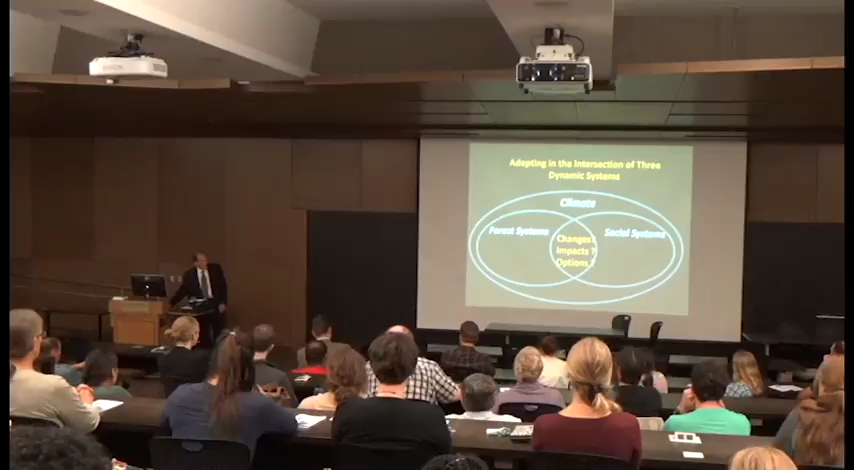 Adapting in the Intersection of Three
Dynamic Systems
Climate
Forest Systems
Social Systems
Changes?
Impacts ?
Options ?